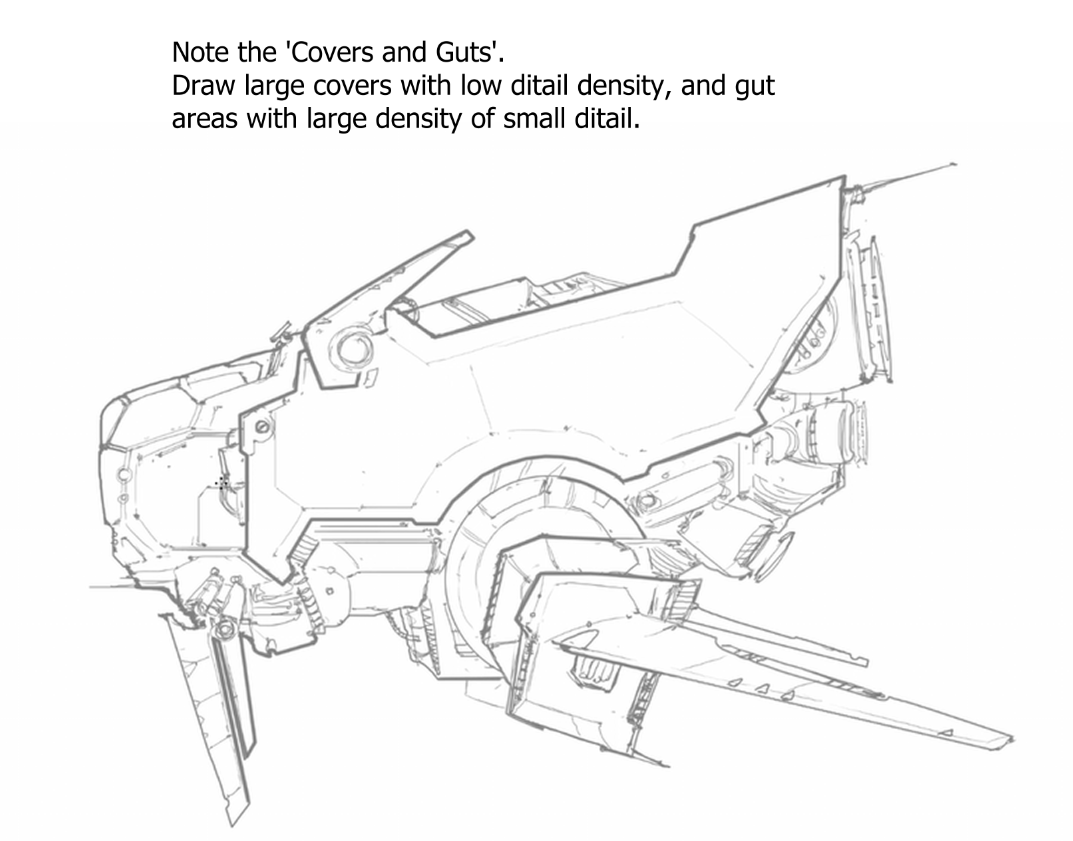 Note the 'Covers and Guts'.
Draw large covers with low ditail density, and gut
areas with large density of small ditail.